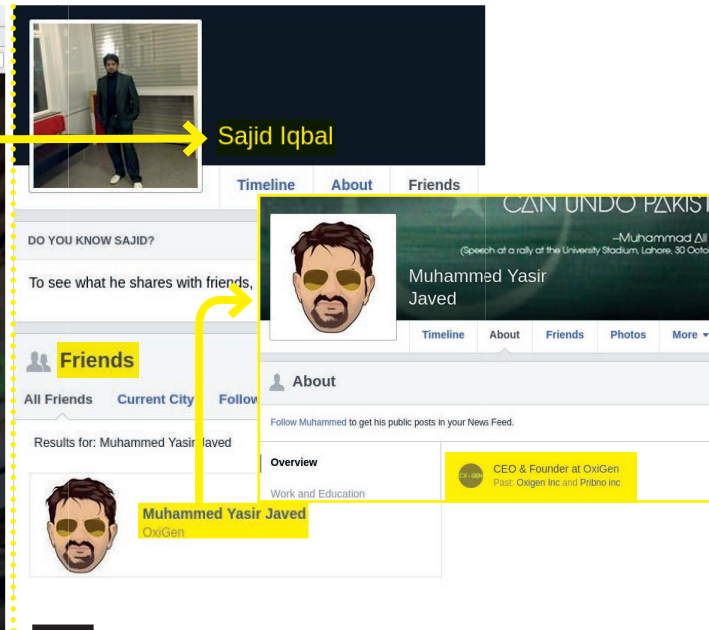 Sajid Iqbal
Timeline About Friends
DO YOU KNOW SAJID?
To see what he shares with friends,
Friends
All Friends Current City Follow
Results for: Muhammed Yasir Javed
Muhammed Yasir Javed
OxiGen
CAN UNDO PAKIST
–Muhammad Ali
(Speech at a rally at the University Stadium, Lahore, 30 Octo
Muhammed Yasir
Javed
Timeline About Friends Photos More
About
Follow Muhammed to get his public posts in your News Feed.
Overview
Work and Education
CEO & Founder at OxiGen
Past: Oxigen Inc and Pribno inc